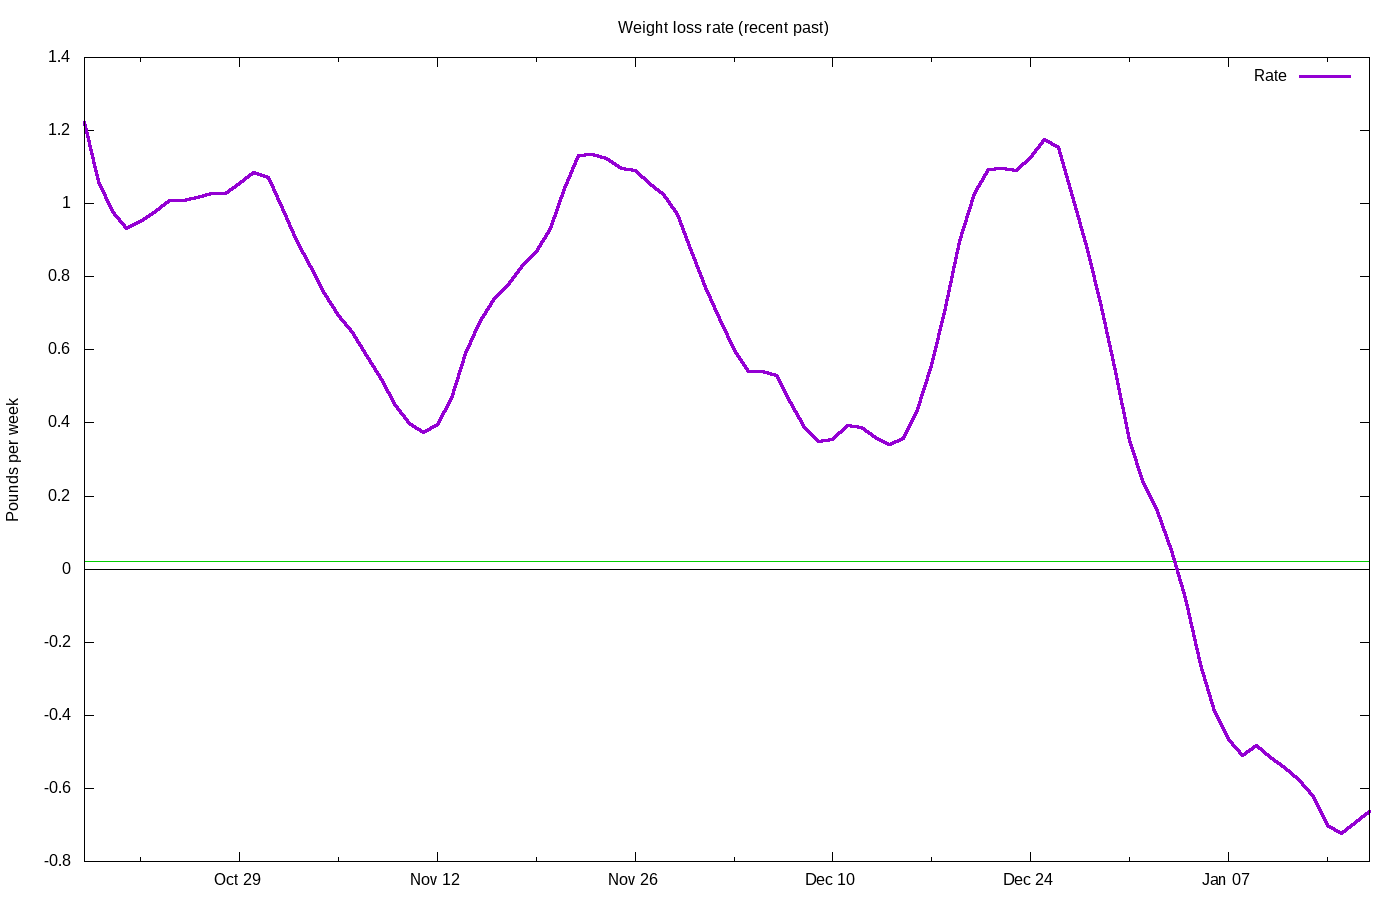 Weight loss rate (recent past)
Rate
Pounds per week
1.4
1.2
1
0.8
0.6
0.4
0.2
0
-0.2
-0.4
-0.6
-0.8
Oct 29
Nov 12
Nov 26
Dec 10
Dec 24
Jan 07